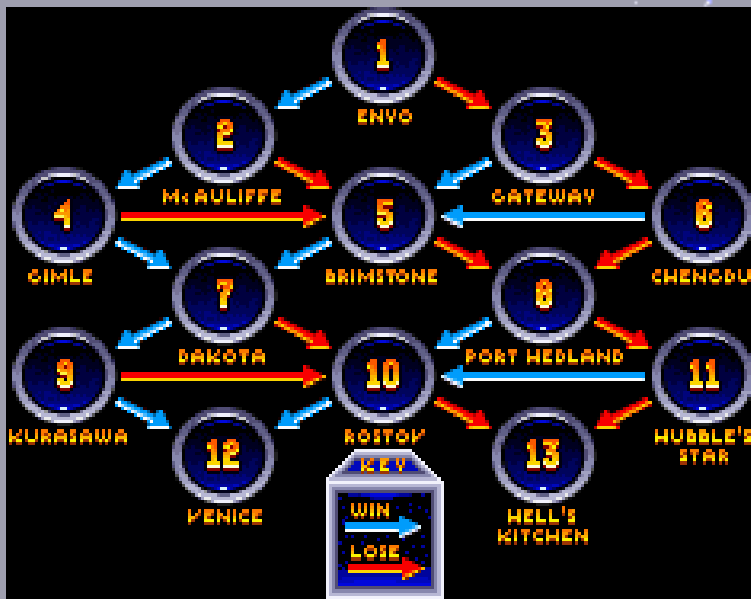 1
ENYO
2
3
McAULIFFE
GATEWAY
4
5
6
GIMLE
BRIMSTONE
CHENGDU
7
8
DAKOTA
PORT HEDLAND
9
10
11
KURASAWA
ROSTOV
HUBBLE'S
STAR
12
13
VENICE
HELL'S
KITCHEN
KEY
WIN
LOSE